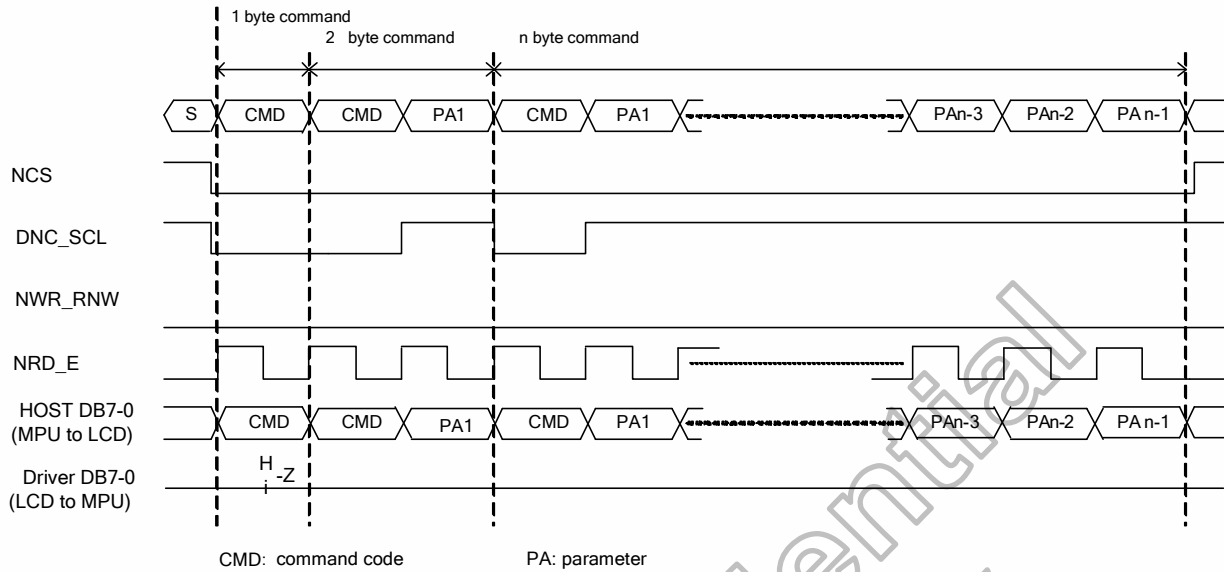 1 byte command
2 byte command n byte command
S CMD CMD PA1 CMD PA1 PAn-3 PAn-2 PA n-1
NCS
DNC_SCL
NWR_RNW
NRD_E
HOST DB7-0
(MPU to LCD)
CMD CMD PA1 CMD PA1 PAn-3 PAn-2 PA n-1
Driver DB7-0
(LCD to MPU)
Hi-Z
CMD: command code PA: parameter